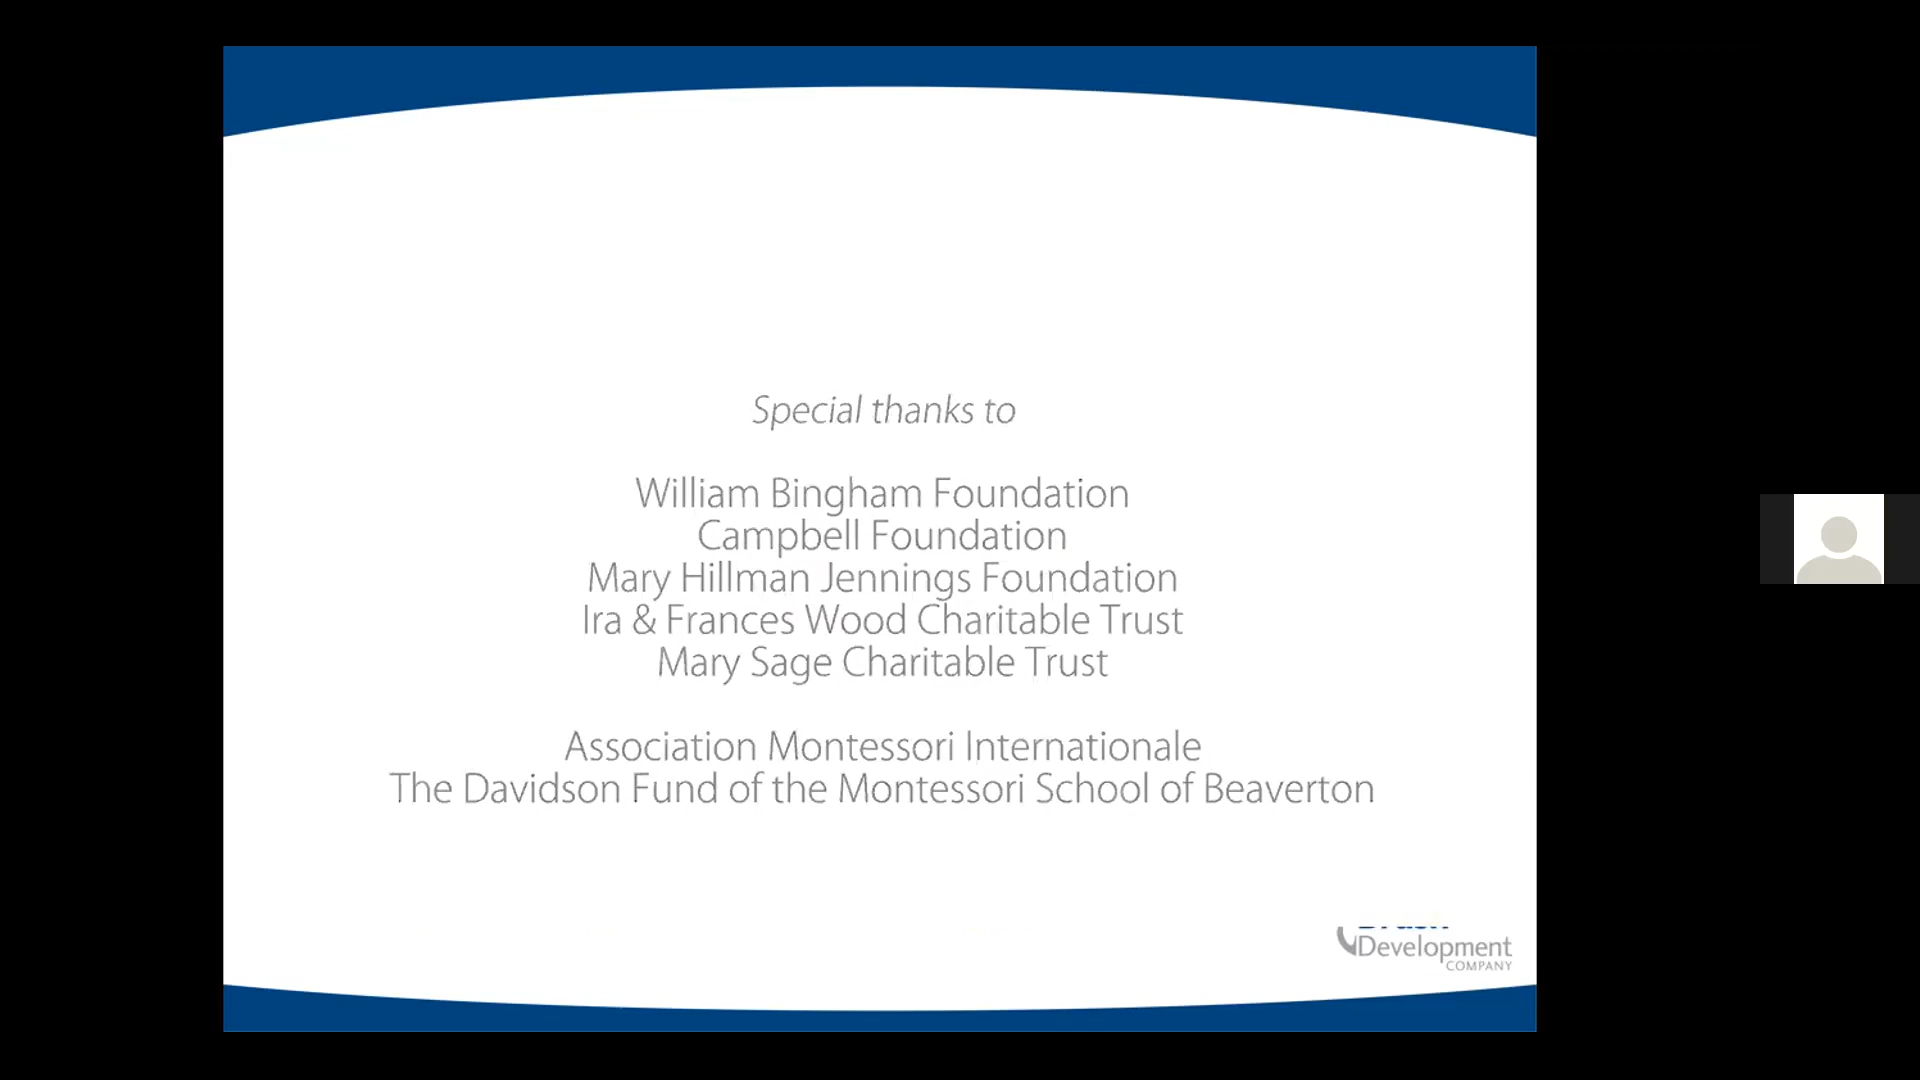 Special thanks to
William Bingham Foundation
Campbell Foundation
Mary Hillman Jennings Foundation
Ira & Frances Wood Charitable Trust
Mary Sage Charitable Trust
Association Montessori Internationale
The Davidson Fund of the Montessori School of Beaverton
Development
COMPANY